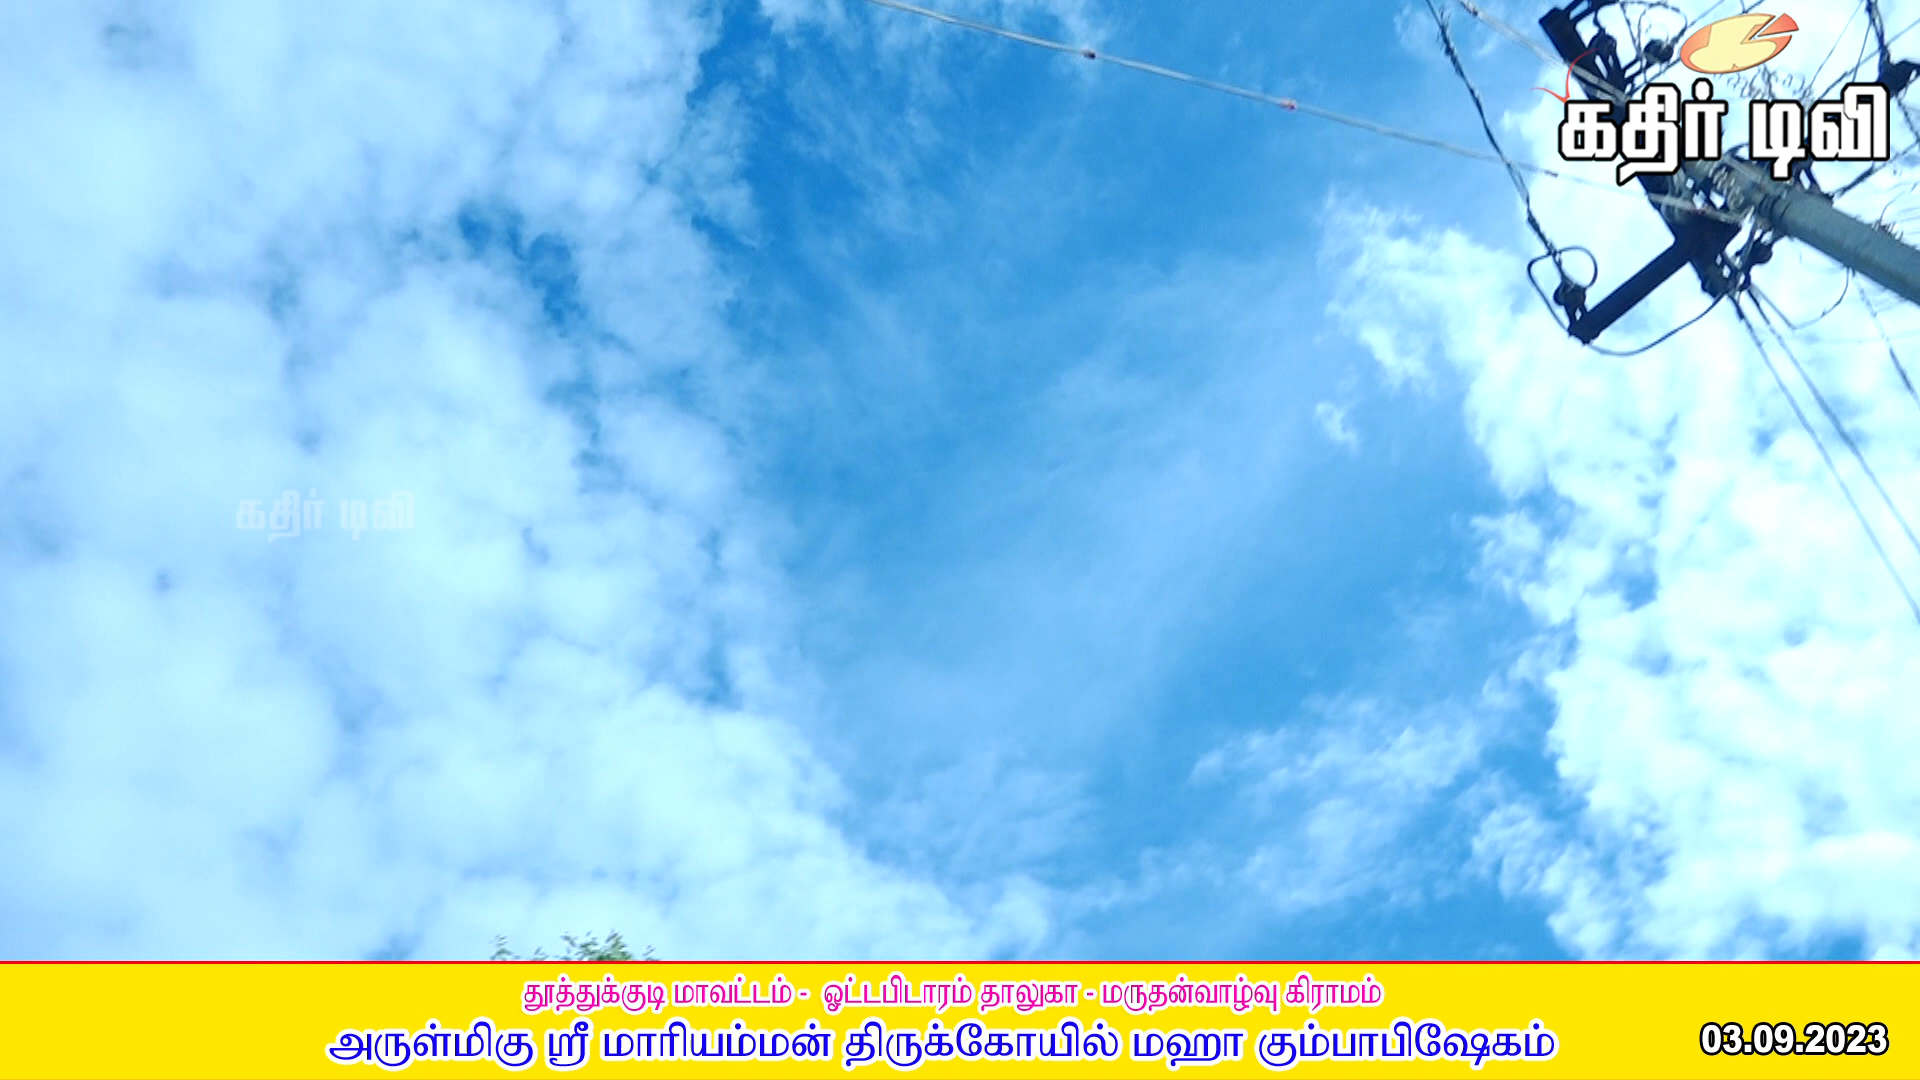 கதிர் டிவி
கதிர் டிவி
தூத்துக்குடி மாவட்டம் - ஓட்டபிடாரம் தாலுகா - மருதன்வாழ்வு கிராமம்
அருள்மிகு ஸ்ரீ மாரியம்மன் திருக்கோயில் மஹா கும்பாபிஷேகம்
03.09.2023